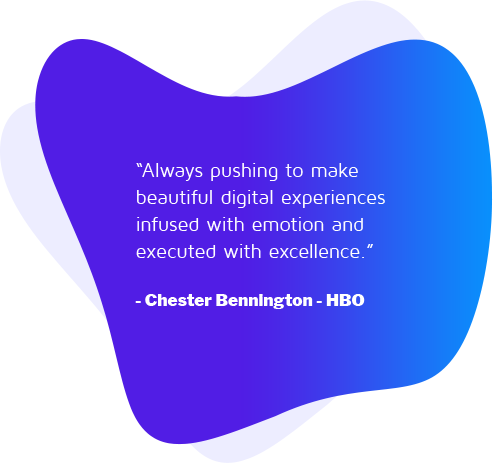 “Always pushing to make
beautiful digital experiences
infused with emotion and
executed with excellence.”
- Chester Bennington - HBO